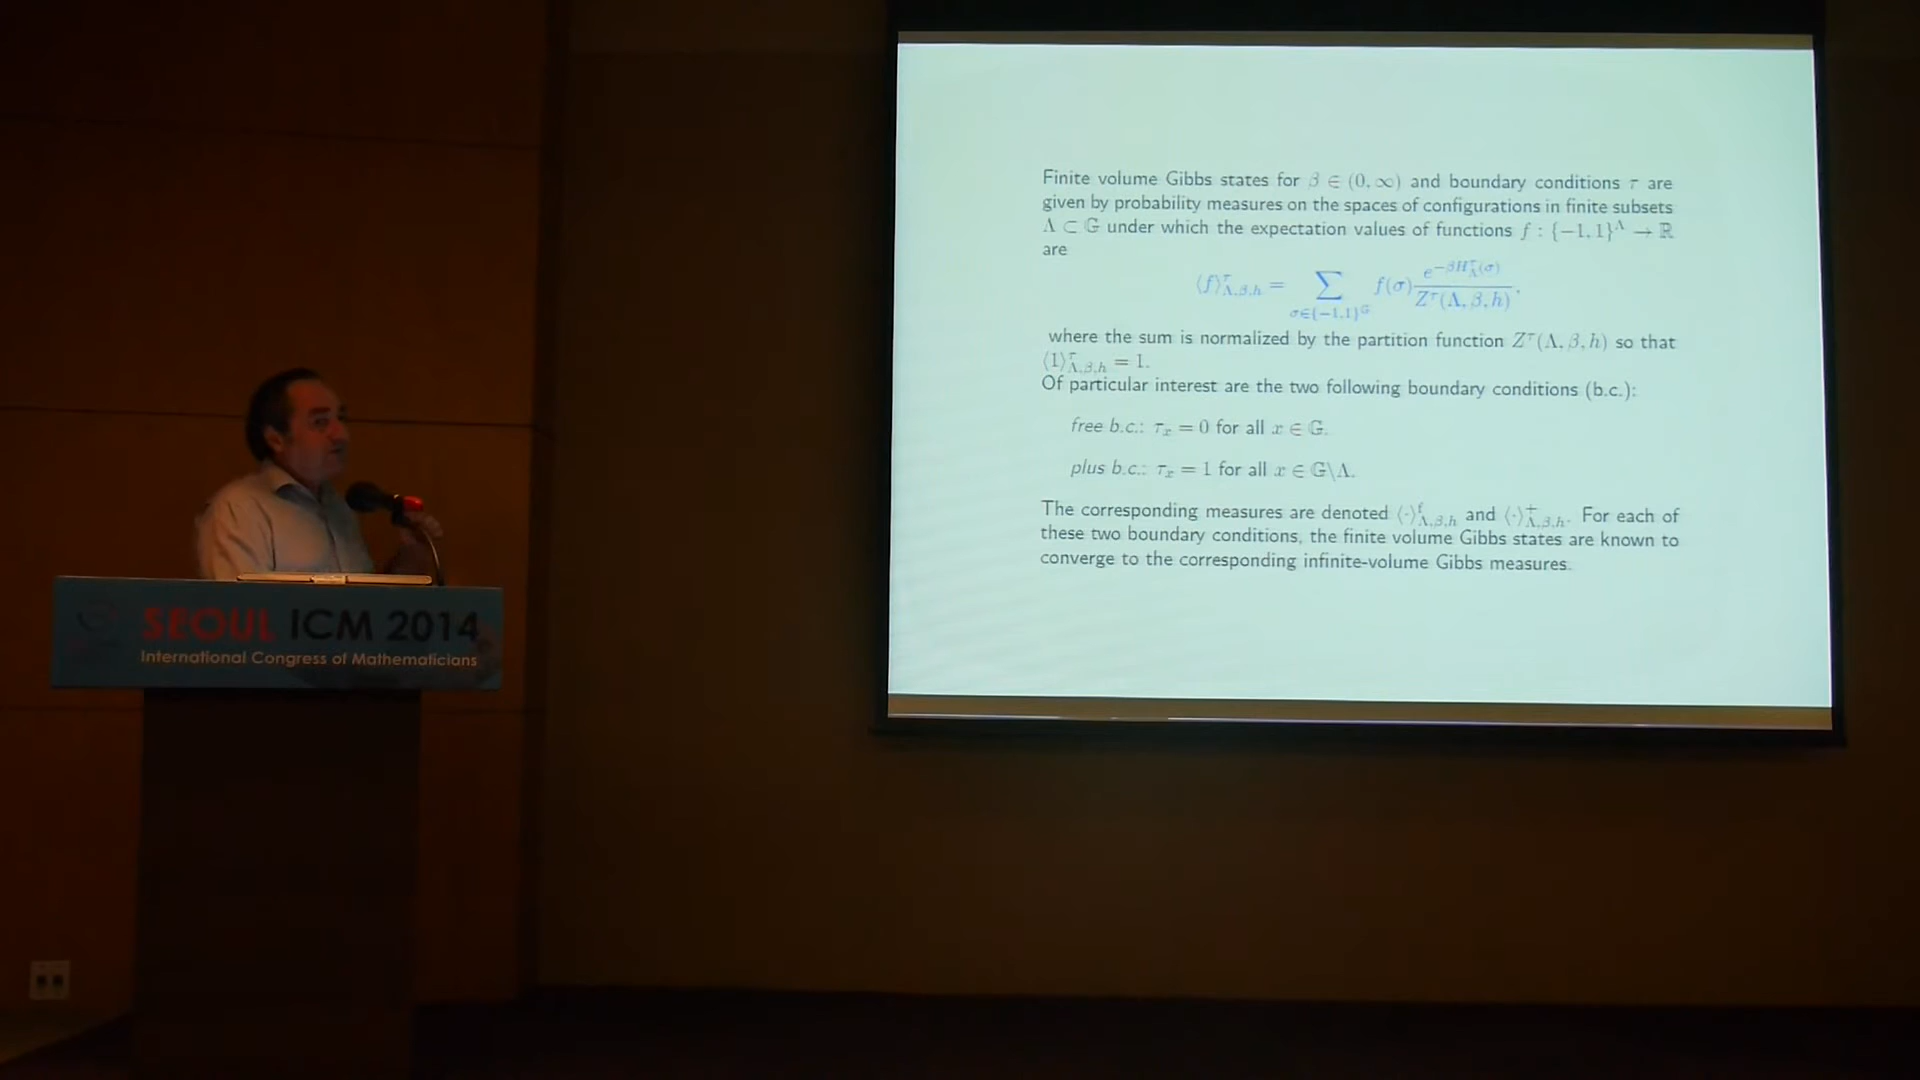 Finite volume Gibbs states for β ∈ (0, ∞) and boundary conditions τ are
given by probability measures on the spaces of configurations in finite subsets
Λ ⊂ 𝔾 under which the expectation values of functions f : {−1, 1}^Λ → ℝ
are
⟨f⟩^τ_{Λ,β,h} = ∑_{σ∈{−1,1}^𝔾} f(σ) e^{−βH^τ_Λ(σ)} / Z^τ(Λ, β, h) ,
where the sum is normalized by the partition function Z^τ(Λ, β, h) so that
⟨1⟩^τ_{Λ,β,h} = 1.
Of particular interest are the two following boundary conditions (b.c.):
free b.c.: τ_x = 0 for all x ∈ 𝔾.
plus b.c.: τ_x = 1 for all x ∈ 𝔾\Λ.
The corresponding measures are denoted ⟨·⟩^f_{Λ,β,h} and ⟨·⟩^+_{Λ,β,h}. For each of
these two boundary conditions, the finite volume Gibbs states are known to
converge to the corresponding infinite-volume Gibbs measures.
SEOUL ICM 2014
International Congress of Mathematicians